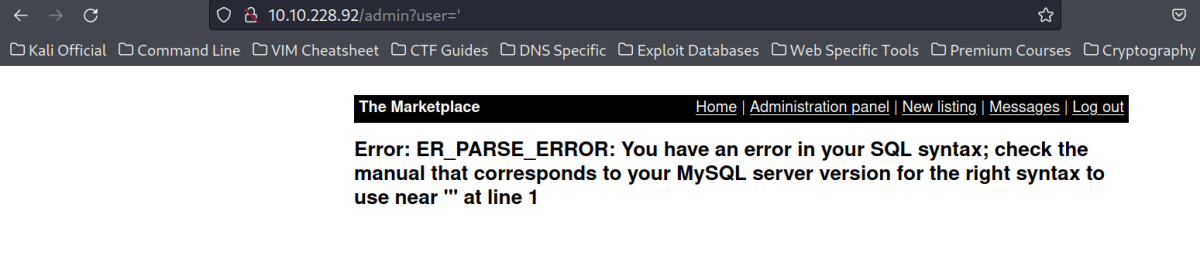 10.10.228.92/admin?user='
Kali Official Command Line VIM Cheatsheet CTF Guides DNS Specific Exploit Databases Web Specific Tools Premium Courses Cryptography
The Marketplace Home | Administration panel | New listing | Messages | Log out
Error: ER_PARSE_ERROR: You have an error in your SQL syntax; check the
manual that corresponds to your MySQL server version for the right syntax to
use near ''' at line 1